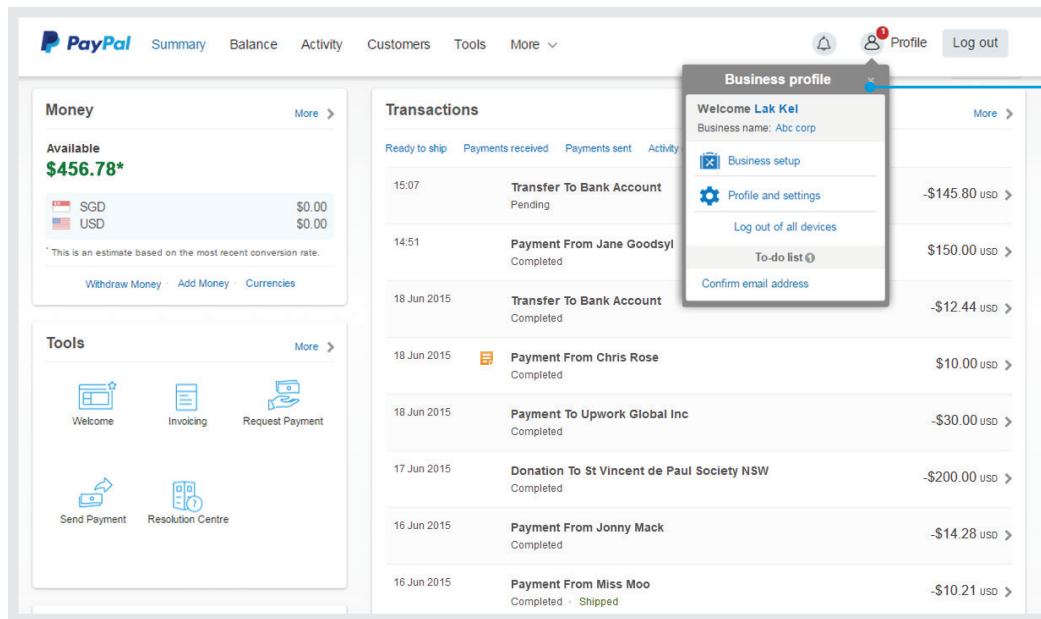 PayPal Summary Balance Activity Customers Tools More
1 Profile Log out
Money More
Available
$456.78*
SGD $0.00
USD $0.00
* This is an estimate based on the most recent conversion rate.
Withdraw Money · Add Money · Currencies
Tools More
Welcome Invoicing Request Payment
Send Payment Resolution Centre
Transactions More
Ready to ship Payments received Payments sent Activity
15:07 Transfer To Bank Account -$145.80 USD
Pending
14:51 Payment From Jane Goodsyl $150.00 USD
Completed
18 Jun 2015 Transfer To Bank Account -$12.44 USD
Completed
18 Jun 2015 Payment From Chris Rose $10.00 USD
Completed
18 Jun 2015 Payment To Upwork Global Inc -$30.00 USD
Completed
17 Jun 2015 Donation To St Vincent de Paul Society NSW -$200.00 USD
Completed
16 Jun 2015 Payment From Jonny Mack -$14.28 USD
Completed
16 Jun 2015 Payment From Miss Moo -$10.21 USD
Completed · Shipped
Business profile ×
Welcome Lak Kel
Business name: Abc corp
Business setup
Profile and settings
Log out of all devices
To-do list 1
Confirm email address